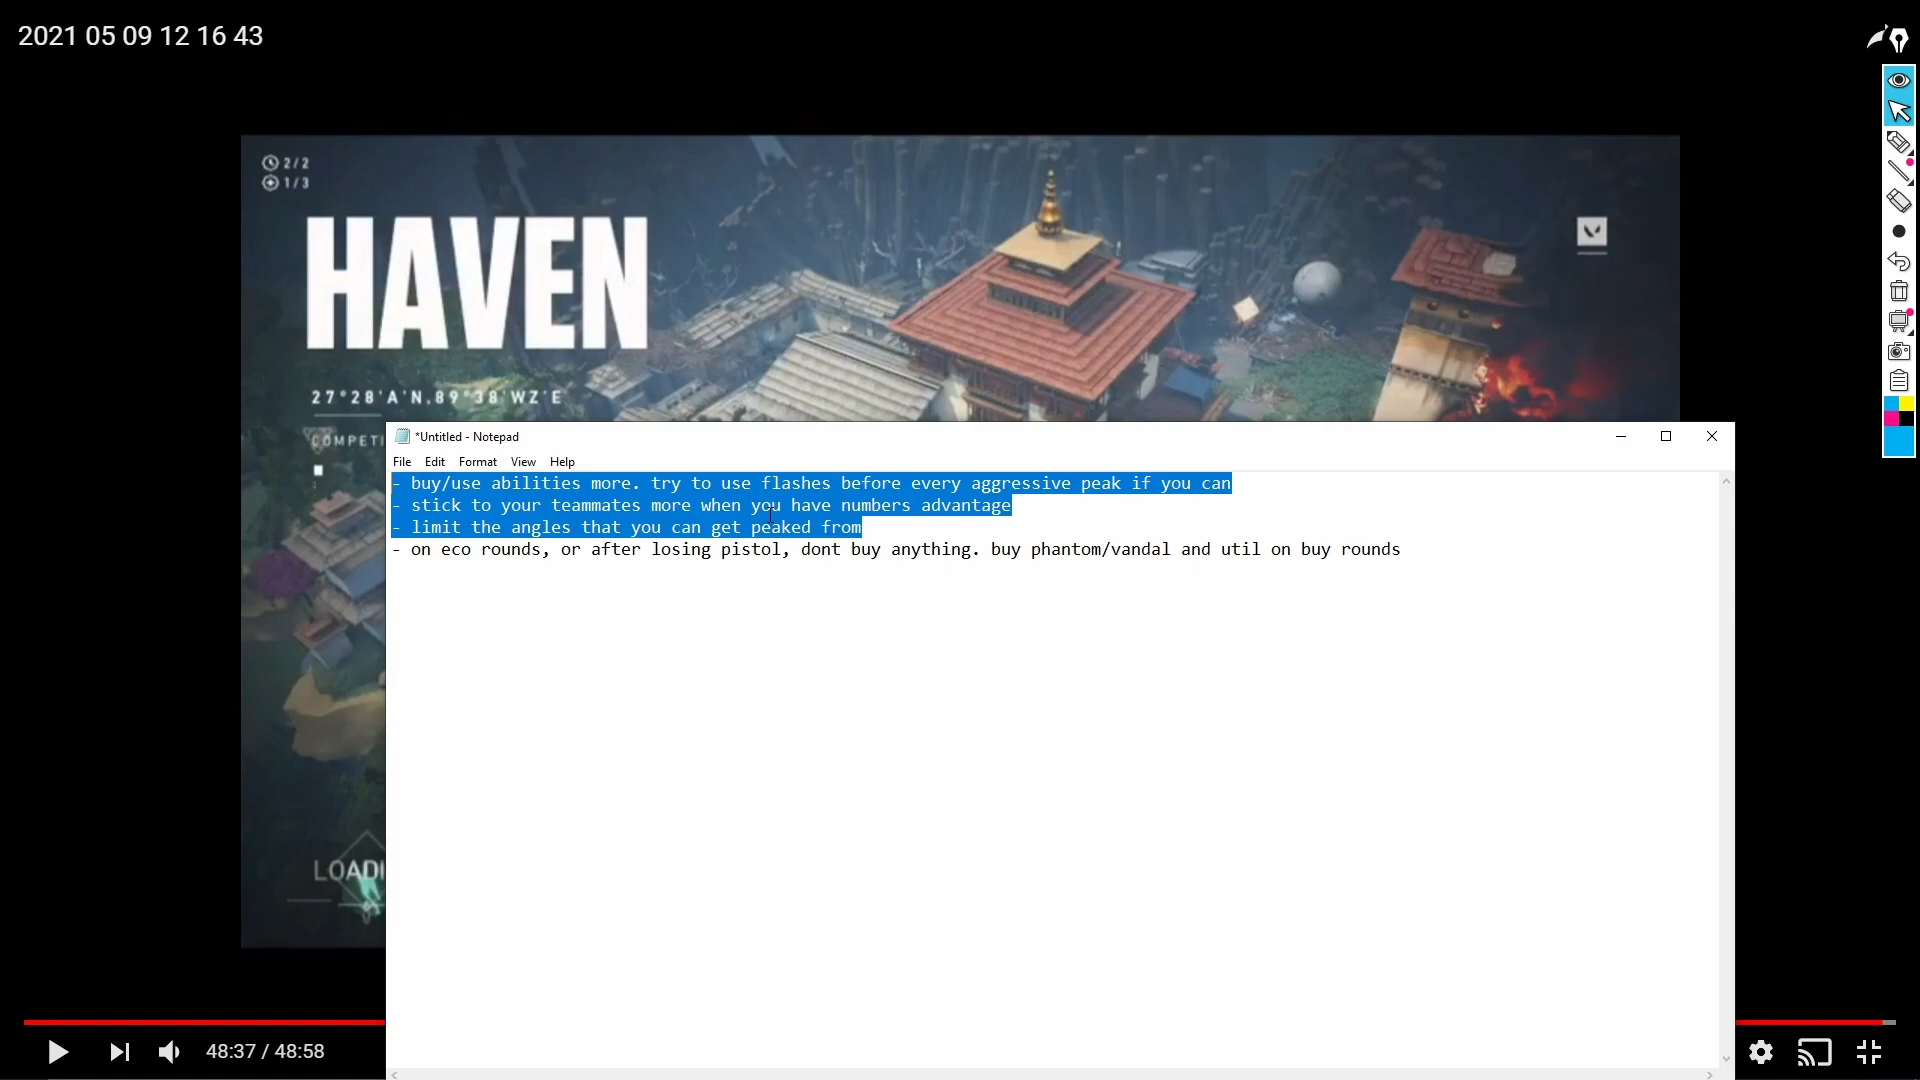 2021 05 09 12 16 43
2/2
1/3
HAVEN
27°28'A'N,89°38'WZ'E
COMPETI
*Untitled - Notepad
File Edit Format View Help
- buy/use abilities more. try to use flashes before every aggressive peak if you can
- stick to your teammates more when you have numbers advantage
- limit the angles that you can get peaked from
- on eco rounds, or after losing pistol, dont buy anything. buy phantom/vandal and util on buy rounds
LOADI
48:37 / 48:58